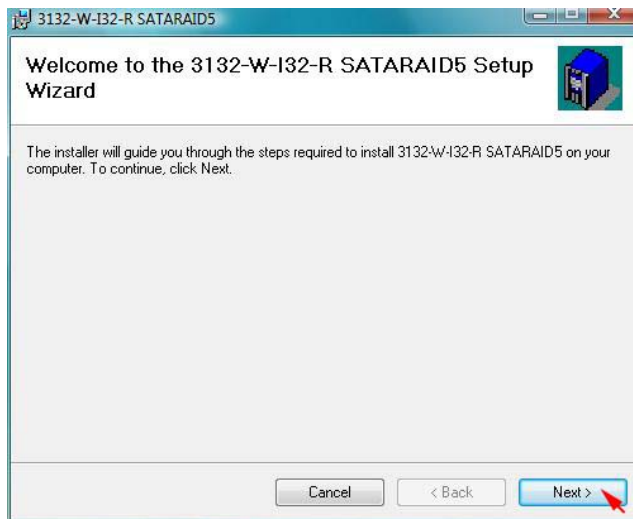 3132-W-I32-R SATARAID5
Welcome to the 3132-W-I32-R SATARAID5 Setup
Wizard
The installer will guide you through the steps required to install 3132-W-I32-R SATARAID5 on your
computer. To continue, click Next.
Cancel
< Back
Next >